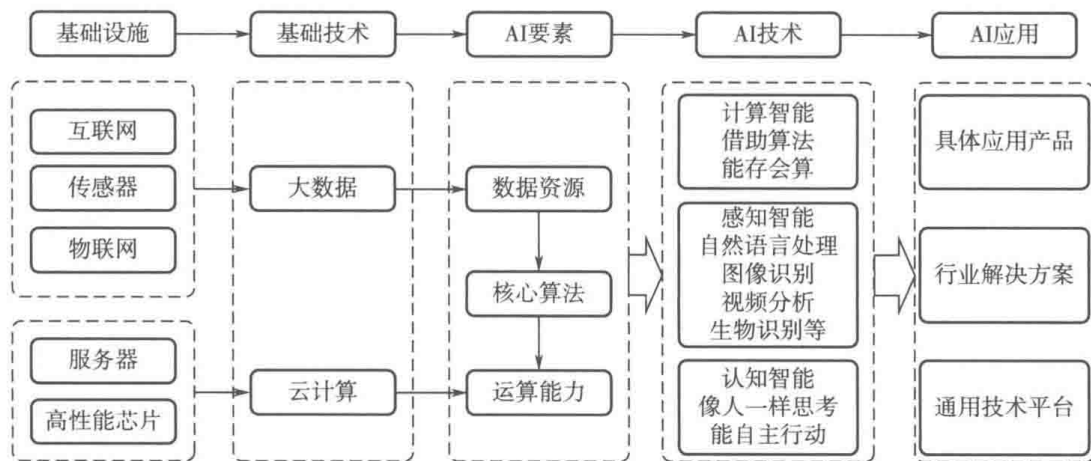 基础设施
基础技术
AI要素
AI技术
AI应用
互联网
传感器
物联网
服务器
高性能芯片
大数据
云计算
数据资源
核心算法
运算能力
计算智能
借助算法
能存会算
感知智能
自然语言处理
图像识别
视频分析
生物识别等
认知智能
像人一样思考
能自主行动
具体应用产品
行业解决方案
通用技术平台